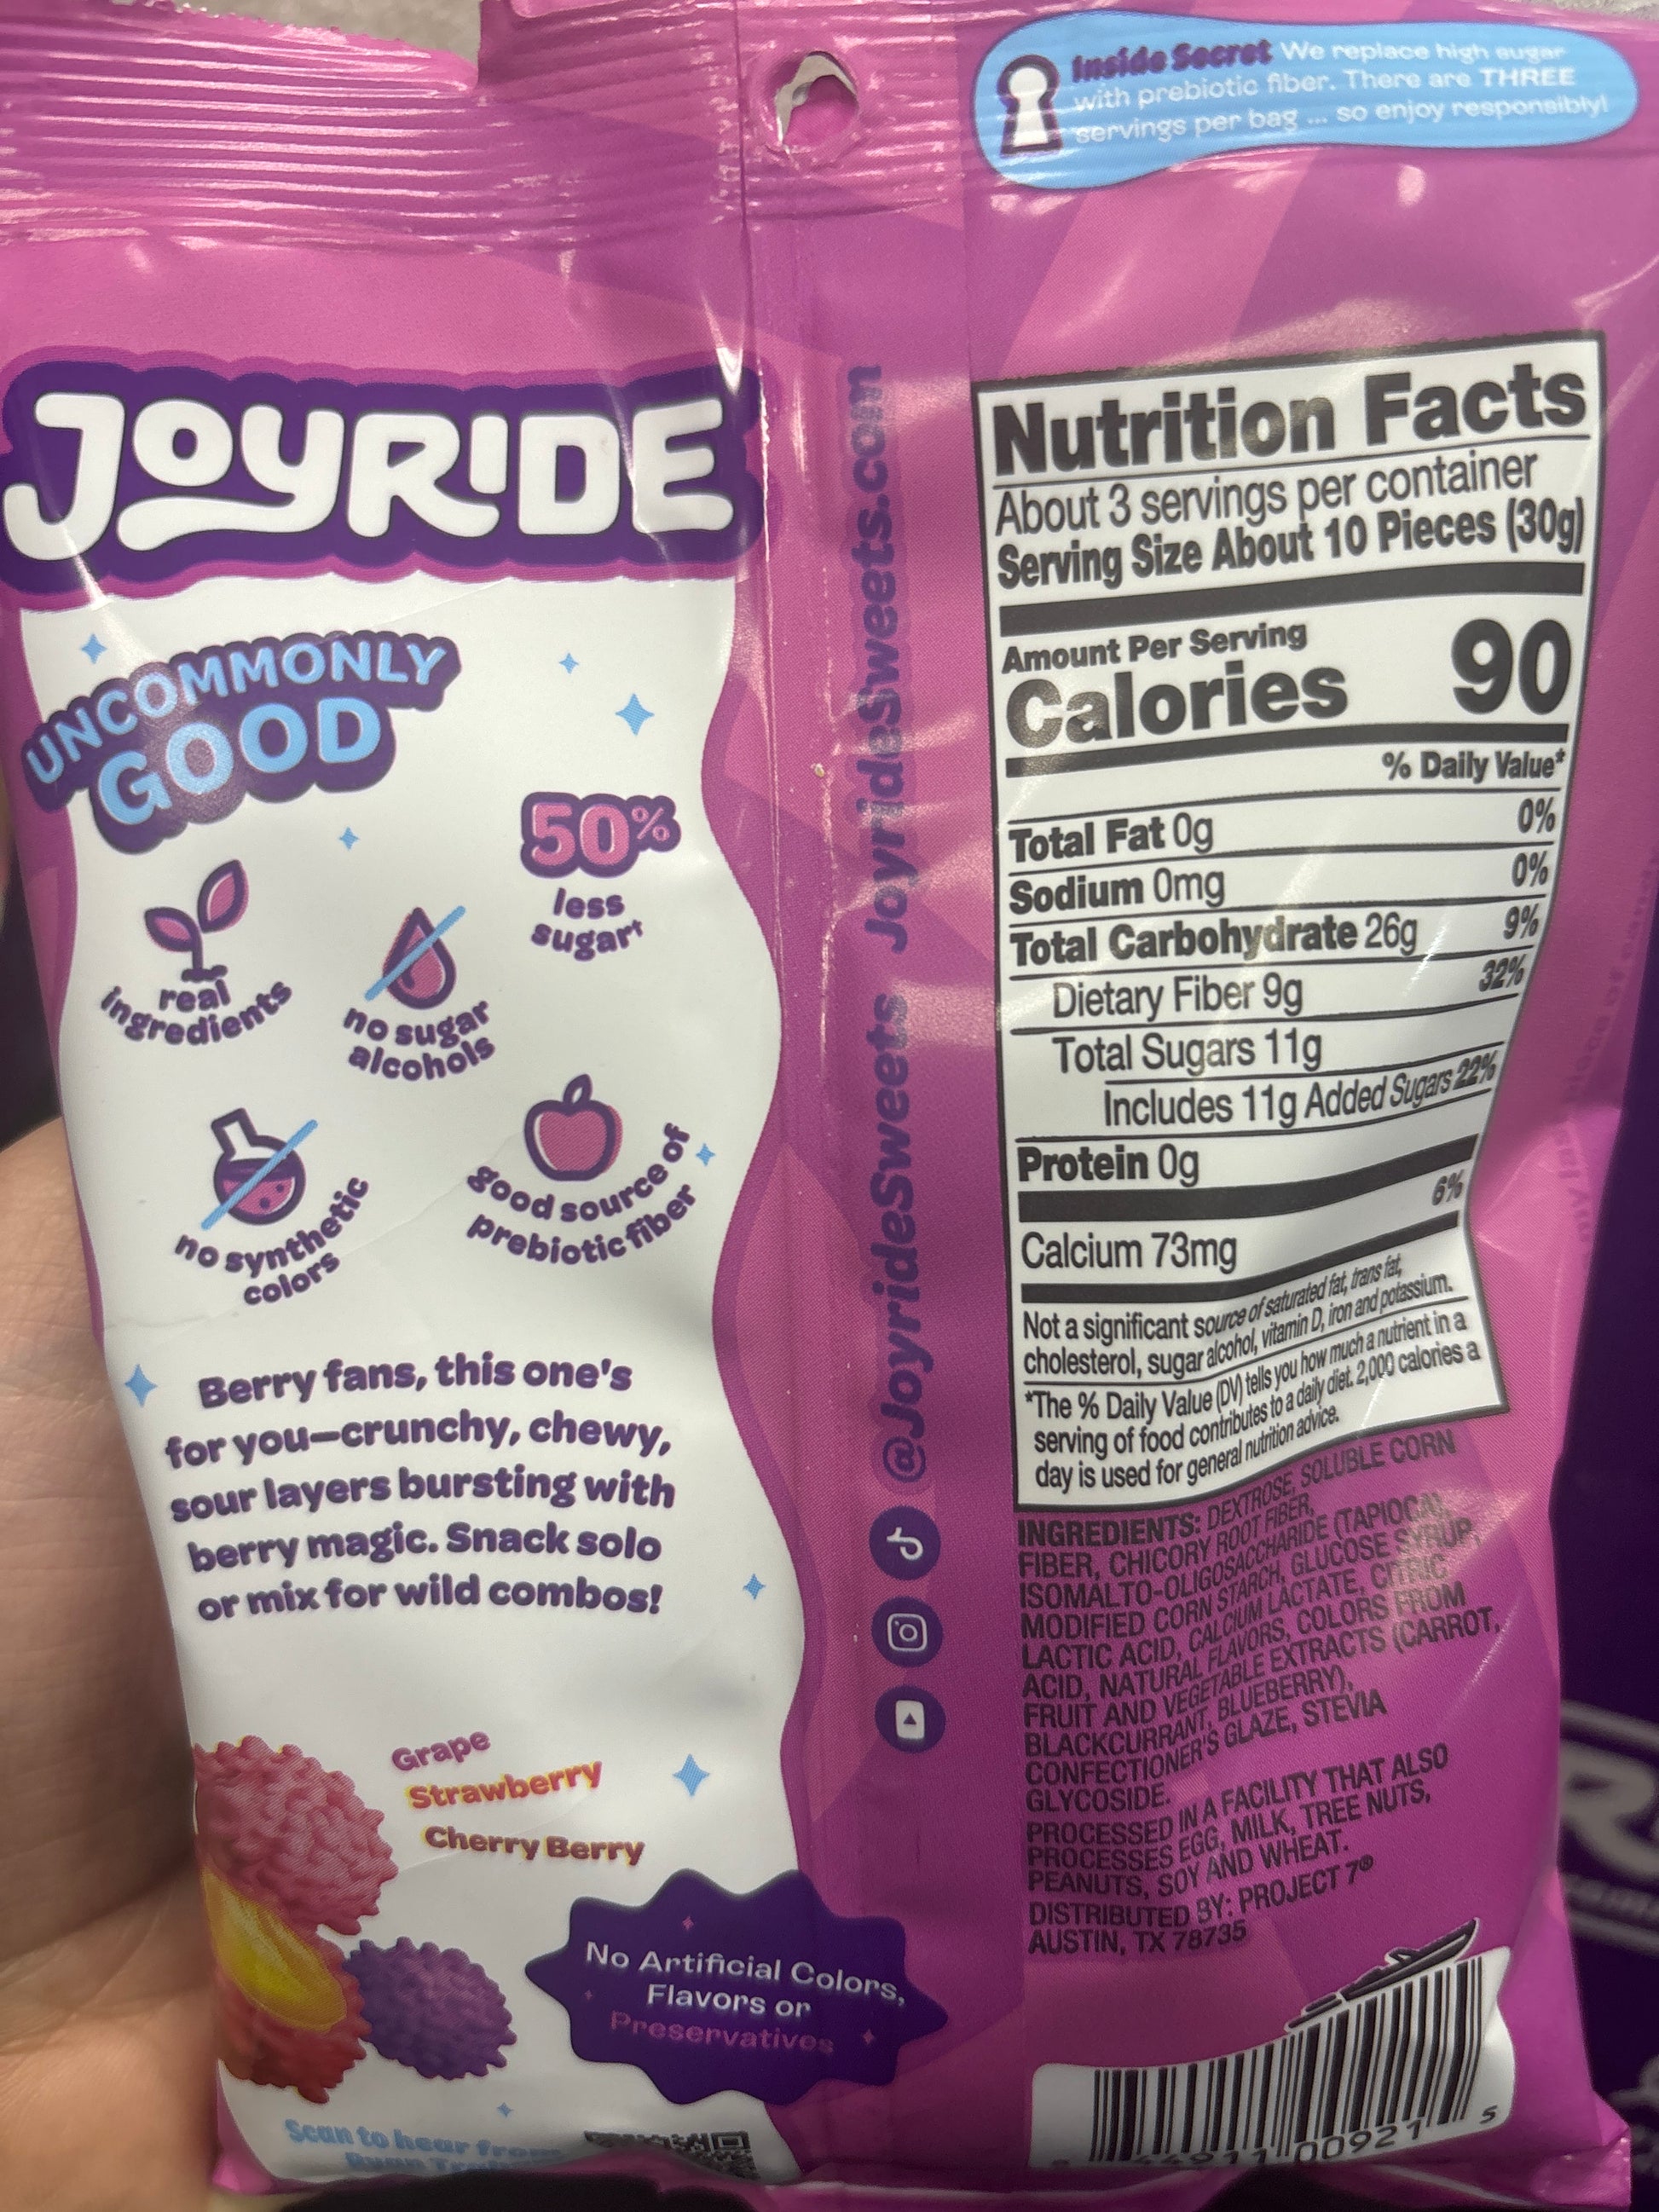 Inside Secret We replace high sugar
with prebiotic fiber. There are THREE
servings per bag ... so enjoy responsibly!
JOYRIDE
UNCOMMONLY
GOOD
50%
less
sugar†
real
ingredients
no sugar
alcohols
no synthetic
colors
good source of
prebiotic fiber
Berry fans, this one's
for you—crunchy, chewy,
sour layers bursting with
berry magic. Snack solo
or mix for wild combos!
Grape
Strawberry
Cherry Berry
No Artificial Colors,
Flavors or
Preservatives
Scan to hear from
Ryan
@JoyrideSweets JoyrideSweets.com
Nutrition Facts
About 3 servings per container
Serving Size About 10 Pieces (30g)
Amount Per Serving
Calories 90
% Daily Value*
Total Fat 0g 0%
Sodium 0mg 0%
Total Carbohydrate 26g 9%
Dietary Fiber 9g 32%
Total Sugars 11g
Includes 11g Added Sugars 22%
Protein 0g
Calcium 73mg 6%
Not a significant source of saturated fat, trans fat,
cholesterol, sugar alcohol, vitamin D, iron and potassium.
*The % Daily Value (DV) tells you how much a nutrient in a
serving of food contributes to a daily diet. 2,000 calories a
day is used for general nutrition advice.
INGREDIENTS: DEXTROSE, SOLUBLE CORN
FIBER, CHICORY ROOT FIBER,
ISOMALTO-OLIGOSACCHARIDE (TAPIOCA),
MODIFIED CORN STARCH, GLUCOSE SYRUP,
LACTIC ACID, CALCIUM LACTATE, CITRIC
ACID, NATURAL FLAVORS, COLORS FROM
FRUIT AND VEGETABLE EXTRACTS (CARROT,
BLACKCURRANT, BLUEBERRY),
CONFECTIONER'S GLAZE, STEVIA
GLYCOSIDE.
PROCESSED IN A FACILITY THAT ALSO
PROCESSES EGG, MILK, TREE NUTS,
PEANUTS, SOY AND WHEAT.
DISTRIBUTED BY: PROJECT 7®
AUSTIN, TX 78735
00921 5